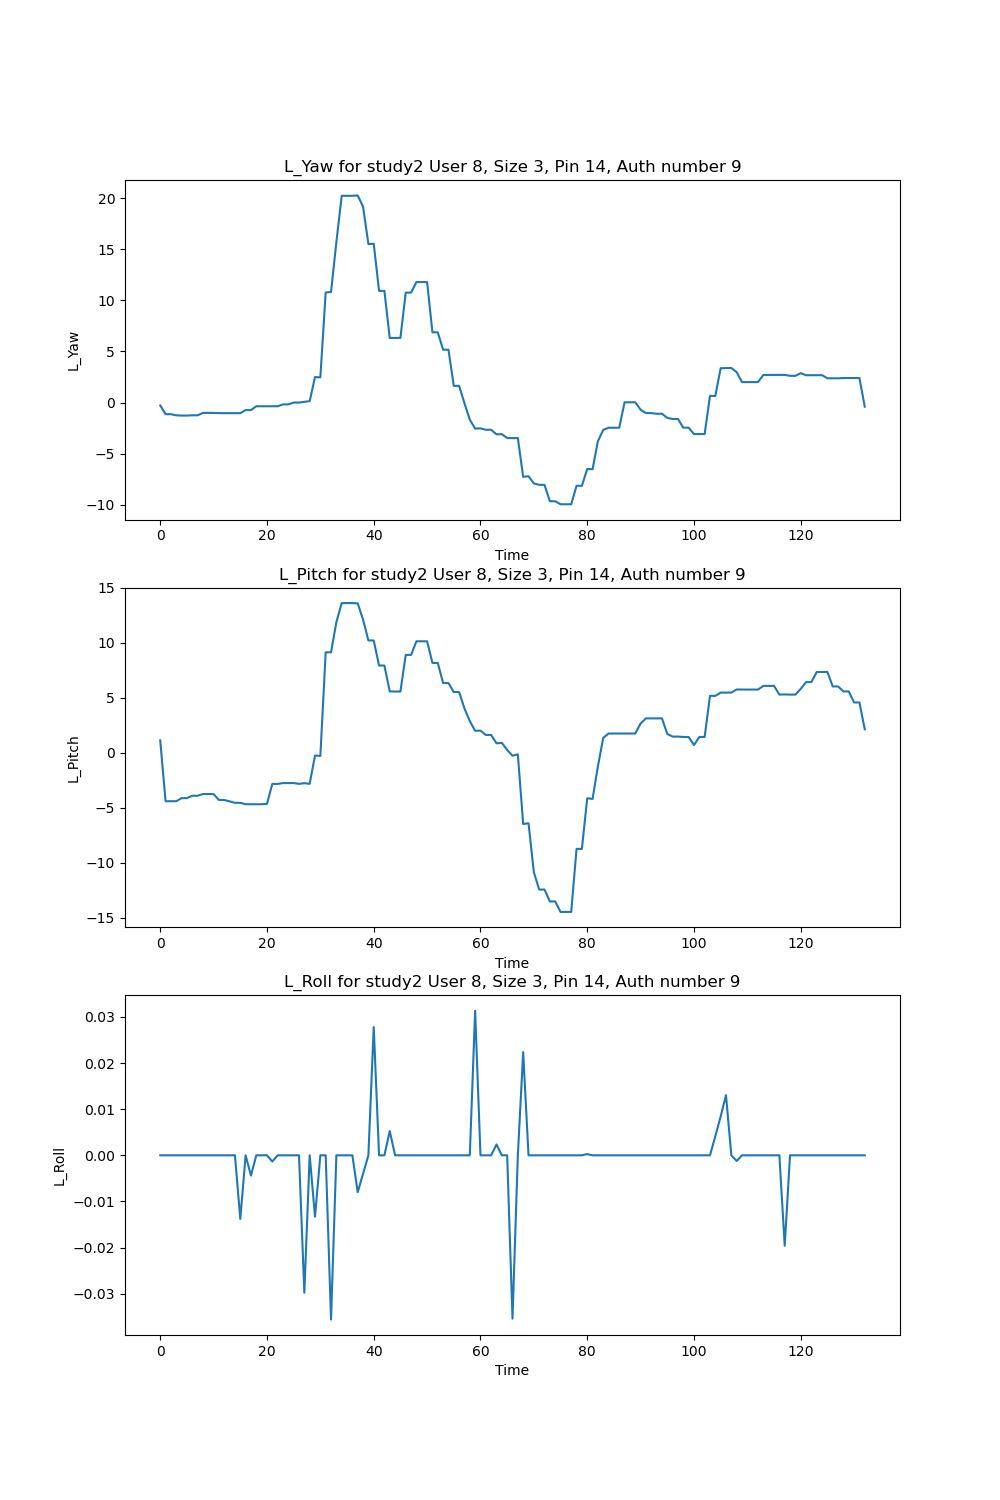 L_Yaw for study2 User 8, Size 3, Pin 14, Auth number 9
20
15
10
5
0
−5
−10
L_Yaw
0 20 40 60 80 100 120
Time
L_Pitch for study2 User 8, Size 3, Pin 14, Auth number 9
15
10
5
0
−5
−10
−15
L_Pitch
0 20 40 60 80 100 120
Time
L_Roll for study2 User 8, Size 3, Pin 14, Auth number 9
0.03
0.02
0.01
0.00
−0.01
−0.02
−0.03
L_Roll
0 20 40 60 80 100 120
Time